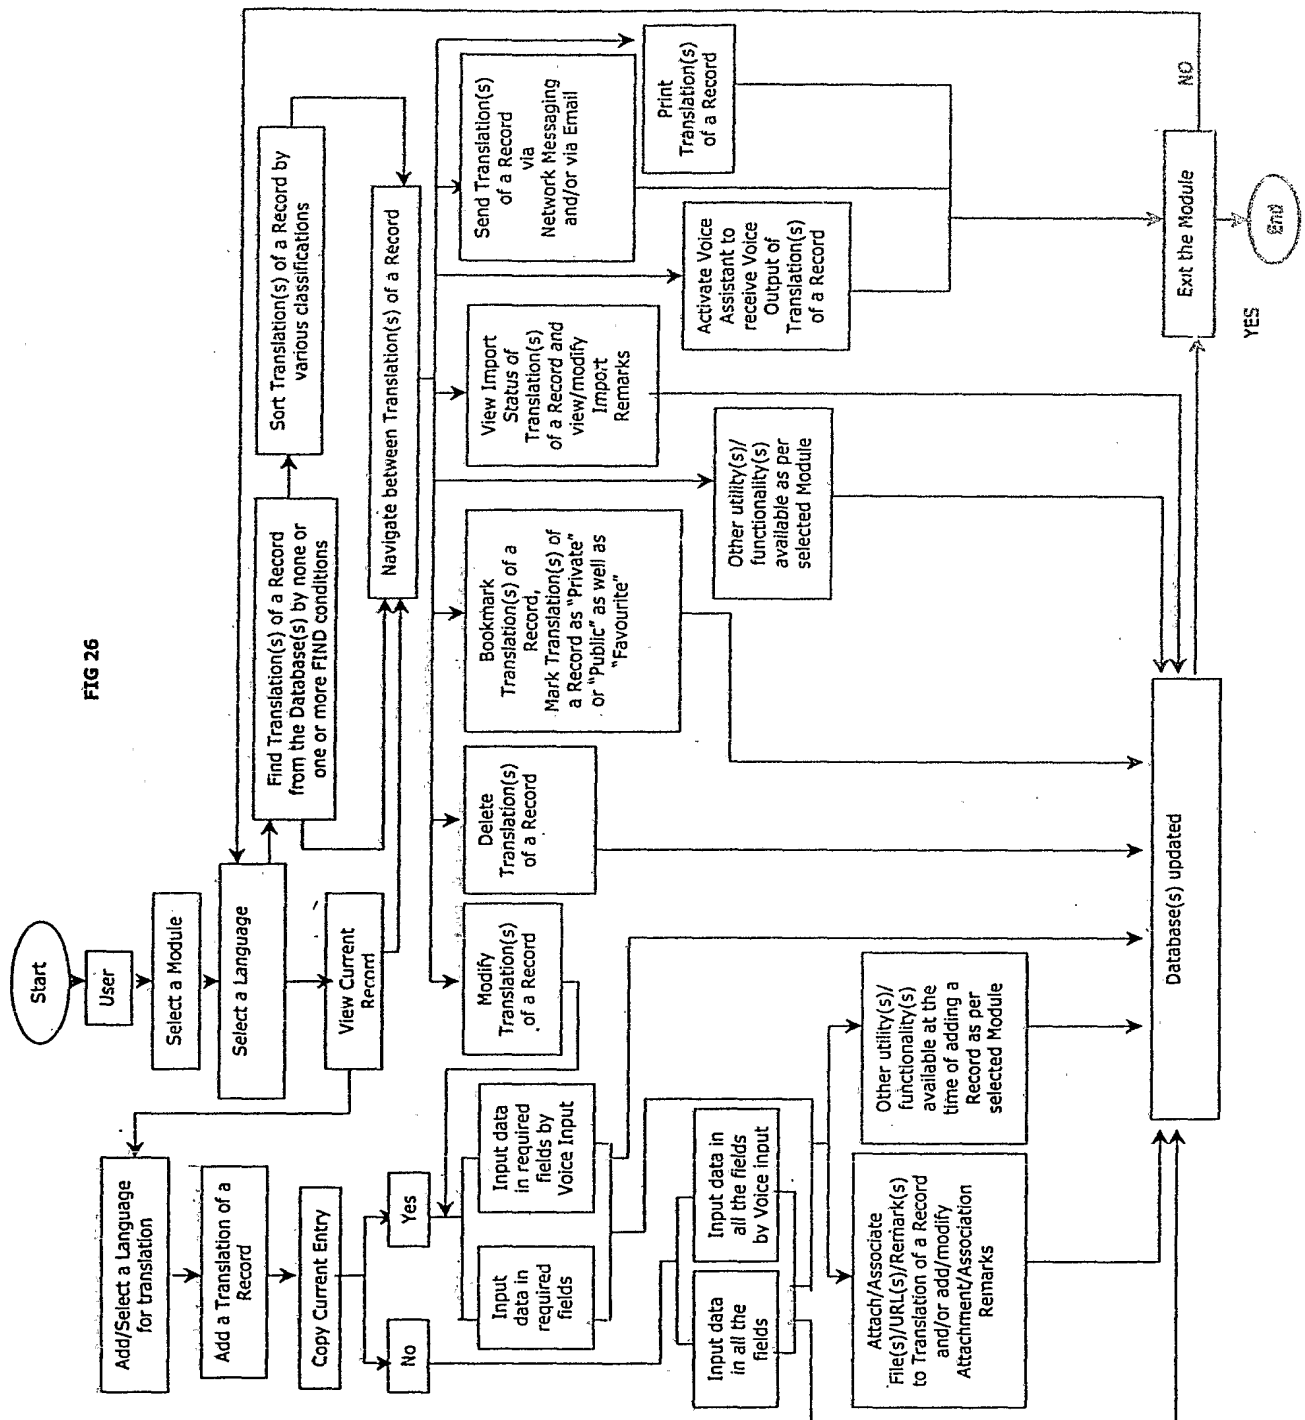 FIG 26
Start
User
Select a Module
Select a Language
View Current
Record
Find Translation(s) of a Record
from the Database(s) by none or
one or more FIND conditions
Sort Translation(s) of a Record by
various classifications
Navigate between Translation(s) of a Record
Add/Select a Language
for translation
Add a Translation of a
Record
Copy Current Entry
No
Yes
Input
data in
required
fields
Input data
in required
fields by
Voice Input
Input data
in all the
fields
Input data in
all the fields
by Voice input
Modify
Translation(s)
of a Record
Delete
Translation(s)
of a Record
Bookmark
Translation(s) of a
Record,
Mark Translation(s) of
a Record as "Private"
or "Public" as well as
"Favourite"
View Import
Status of
Translation(s)
of a Record and
view/modify
Import
Remarks
Send Translation(s)
of a Record
via
Network Messaging
and/or via Email
Print
Translation(s)
of a Record
Activate Voice
Assistant to
receive Voice
Output of
Translation(s)
of a Record
Other utility(s)/
functionality(s)
available as per
selected Module
Attach/Associate
File(s)/URL(s)/Remark(s)
to Translation of a Record
and/or add/modify
Attachment/Association
Remarks
Other utility(s)/
functionality(s)
available at the
time of adding a
Record as per
selected Module
Database(s) updated
Exit the Module
NO
YES
End